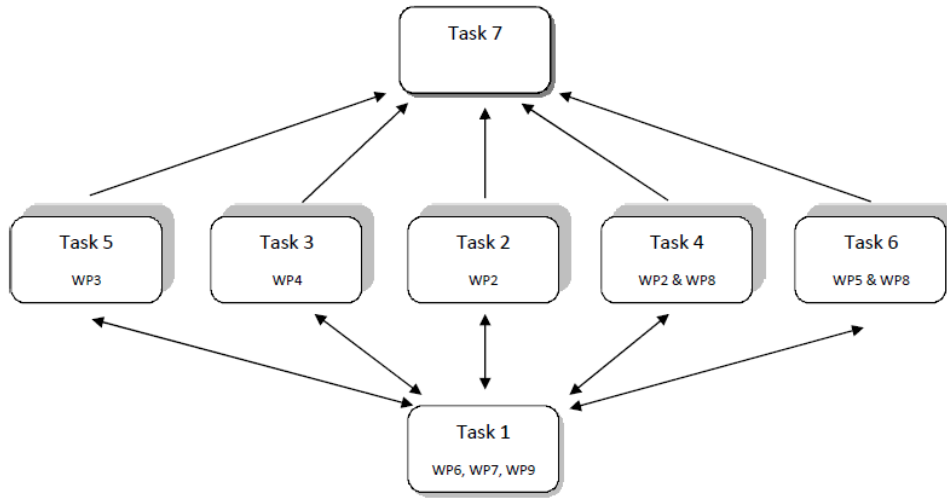 Task 7
Task 5
WP3
Task 3
WP4
Task 2
WP2
Task 4
WP2 & WP8
Task 6
WP5 & WP8
Task 1
WP6, WP7, WP9